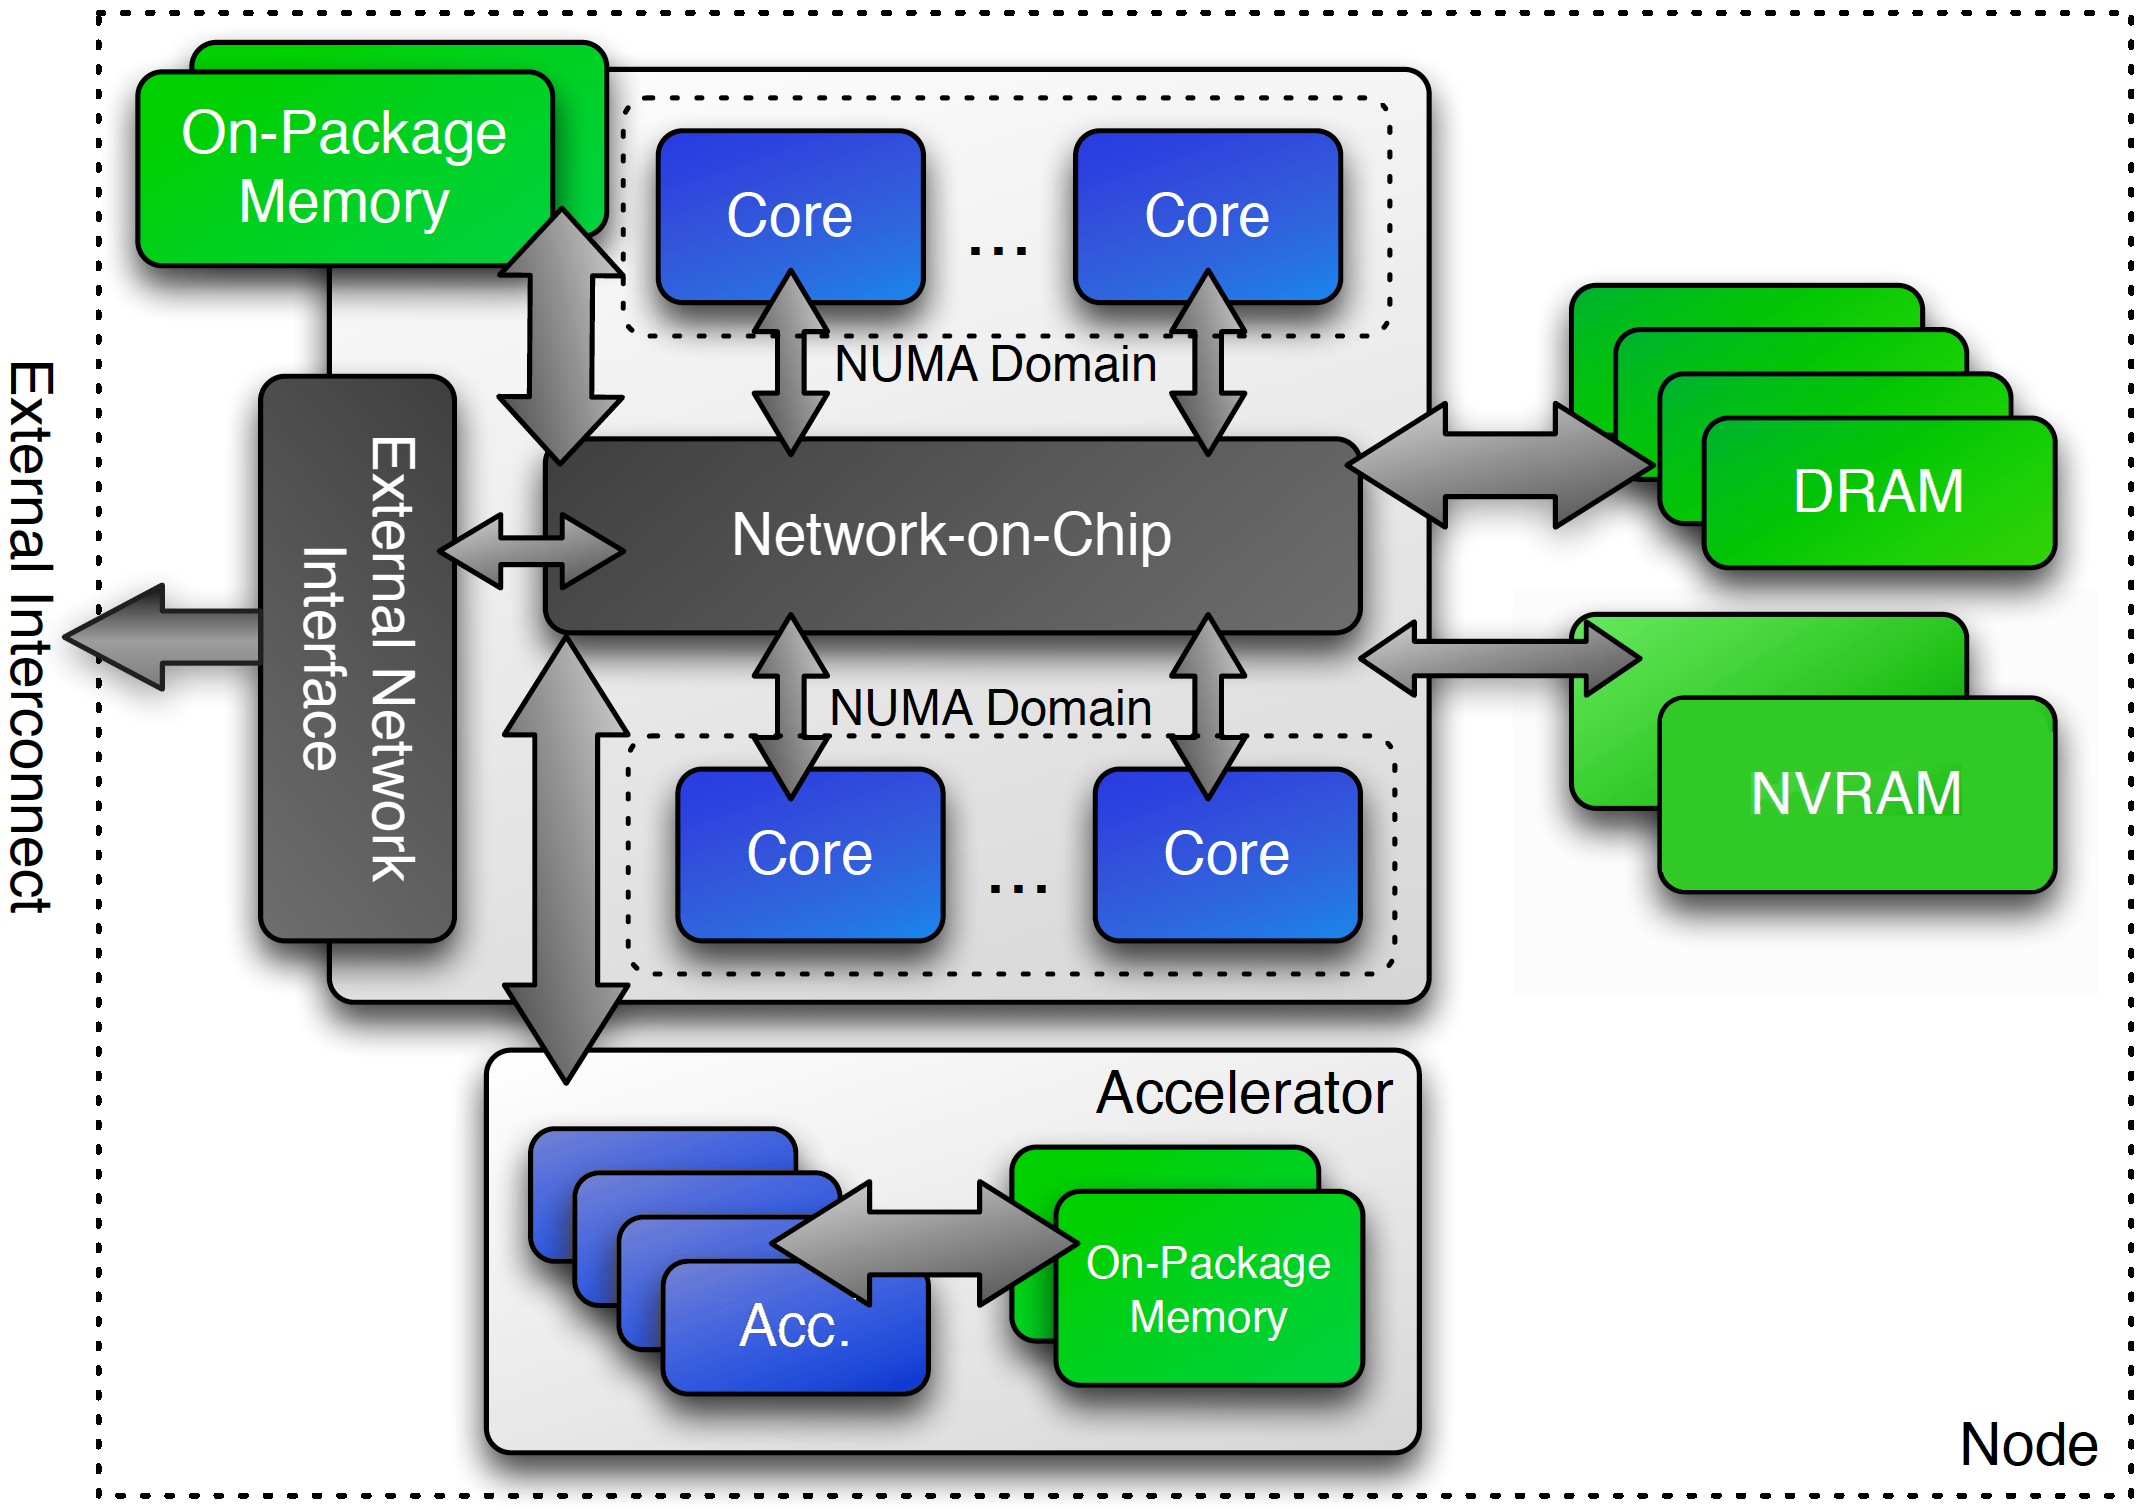 On-Package
Memory
Core
...
Core
NUMA Domain
External Interconnect
External Network
Interface
Network-on-Chip
DRAM
NUMA Domain
NVRAM
Core
...
Core
Accelerator
Acc.
On-Package
Memory
Node